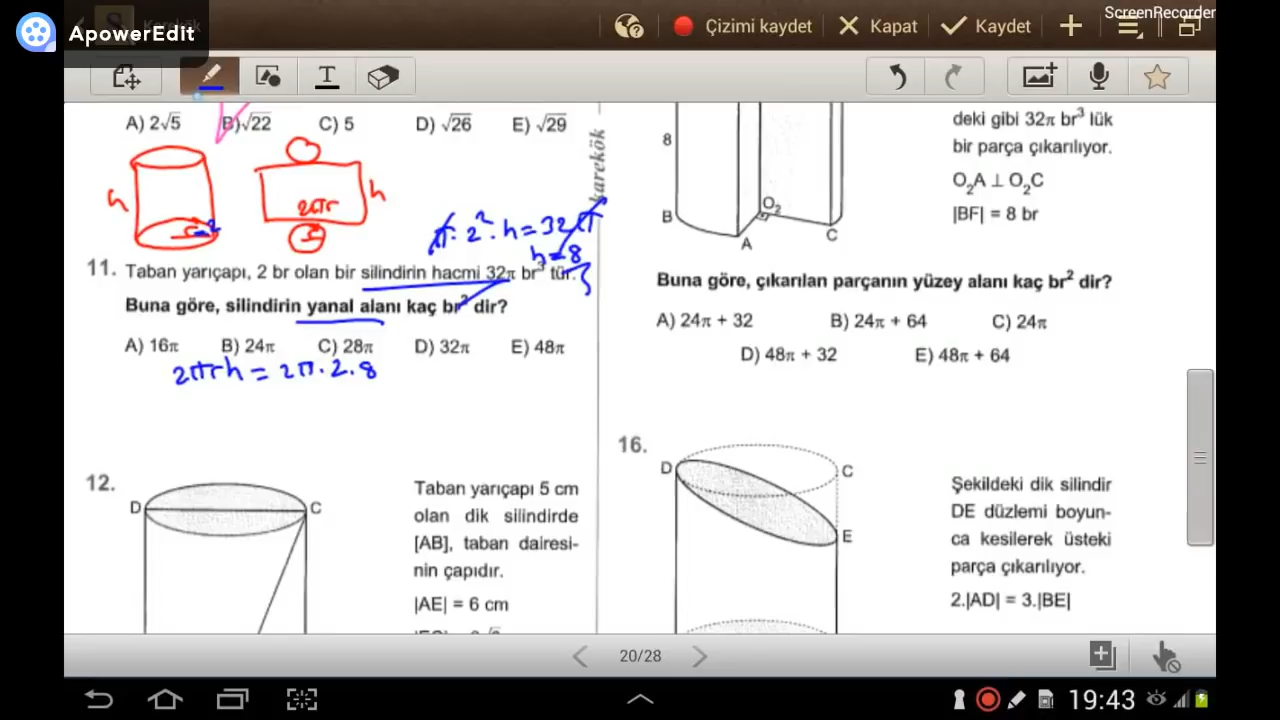 ScreenRecorder
ApowerEdit
Çizimi kaydet
Kapat
Kaydet
T
A) 2√5 B) √22 C) 5 D) √26 E) √29
h
2
2πr
h
r
π · 2² · h = 32π
h = 8
11. Taban yarıçapı, 2 br olan bir silindirin hacmi 32π br³ tür.
Buna göre, silindirin yanal alanı kaç br² dir?
A) 16π B) 24π C) 28π D) 32π E) 48π
2πrh = 2π · 2 · 8
12.
D C
Taban yarıçapı 5 cm
olan dik silindirde
[AB], taban dairesi-
nin çapıdır.
|AE| = 6 cm
karekök
8
B
A
O₂
C
deki gibi 32π br³ lük
bir parça çıkarılıyor.
O₂A ⊥ O₂C
|BF| = 8 br
Buna göre, çıkarılan parçanın yüzey alanı kaç br² dir?
A) 24π + 32 B) 24π + 64 C) 24π
D) 48π + 32 E) 48π + 64
16.
D C
E
Şekildeki dik silindir
DE düzlemi boyun-
ca kesilerek üsteki
parça çıkarılıyor.
2.|AD| = 3.|BE|
20/28
19:43